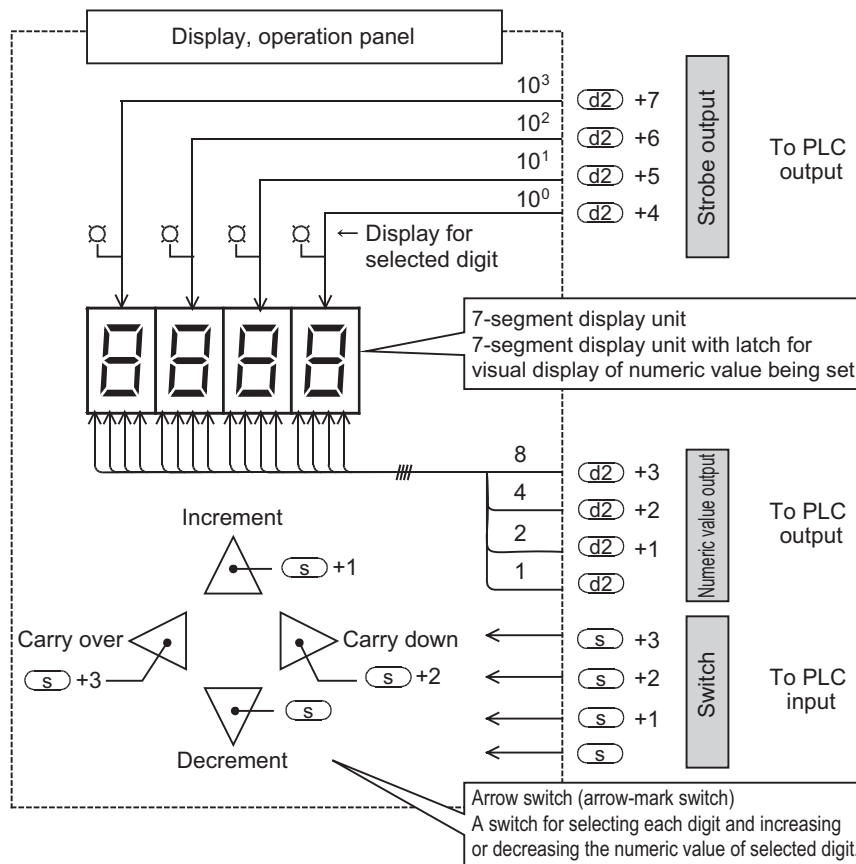 Display, operation panel
10³
(d2) +7
10²
(d2) +6
10¹
(d2) +5
10⁰
(d2) +4
Strobe output
To PLC
output
← Display for
selected digit
7-segment display unit
7-segment display unit with latch for
visual display of numeric value being set
8
(d2) +3
4
(d2) +2
2
(d2) +1
1
(d2)
Numeric value output
To PLC
output
Increment
(s) +1
Carry over
(s) +3
Carry down
(s) +2
(s)
Decrement
(s) +3
(s) +2
(s) +1
(s)
Switch
To PLC
input
Arrow switch (arrow-mark switch)
A switch for selecting each digit and increasing
or decreasing the numeric value of selected digit.